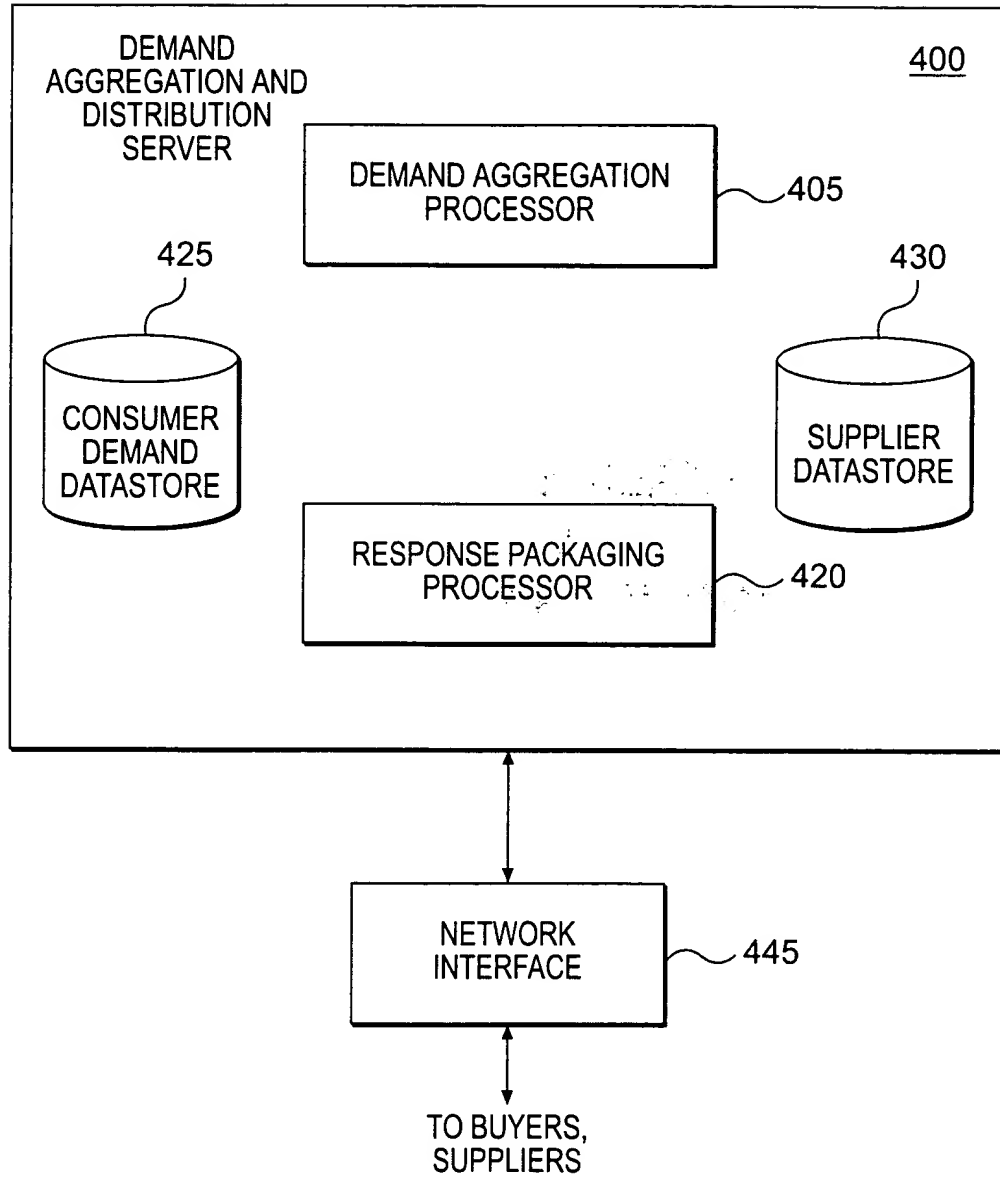 DEMAND
AGGREGATION AND
DISTRIBUTION
SERVER
400
DEMAND AGGREGATION
PROCESSOR
405
425
430
CONSUMER
DEMAND
DATASTORE
SUPPLIER
DATASTORE
RESPONSE PACKAGING
PROCESSOR
420
NETWORK
INTERFACE
445
TO BUYERS,
SUPPLIERS